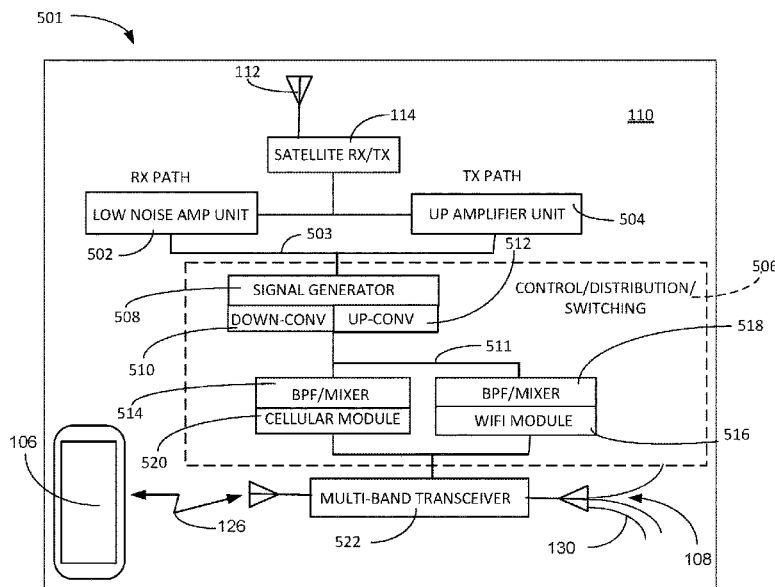 501
112
110
114
SATELLITE RX/TX
RX PATH
TX PATH
LOW NOISE AMP UNIT
UP AMPLIFIER UNIT
504
502
503
512
506
SIGNAL GENERATOR
CONTROL/DISTRIBUTION/
SWITCHING
508
DOWN-CONV
UP-CONV
510
511
518
BPF/MIXER
BPF/MIXER
514
CELLULAR MODULE
WIFI MODULE
516
520
106
MULTI-BAND TRANSCEIVER
126
522
130
108